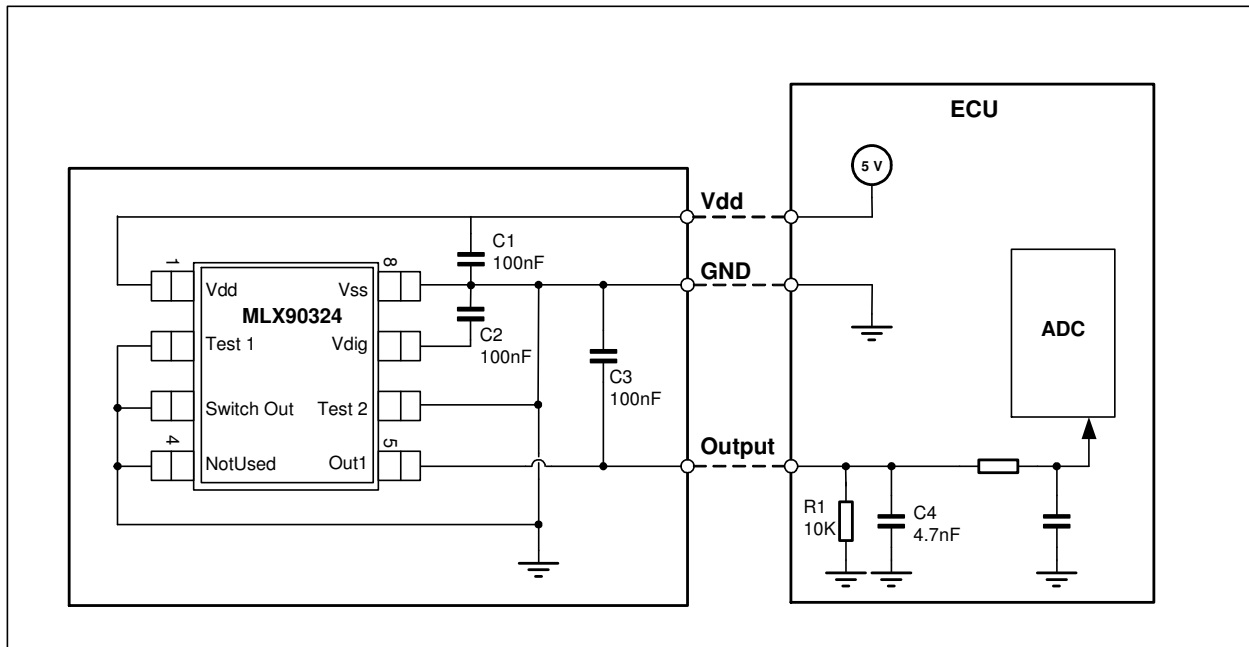 ECU
5 V
Vdd
C1
100nF
1
8
GND
Vdd
Vss
MLX90324
ADC
C2
100nF
Test 1
Vdig
C3
100nF
Switch Out
Test 2
4
5
Output
NotUsed
Out1
R1
10K
C4
4.7nF